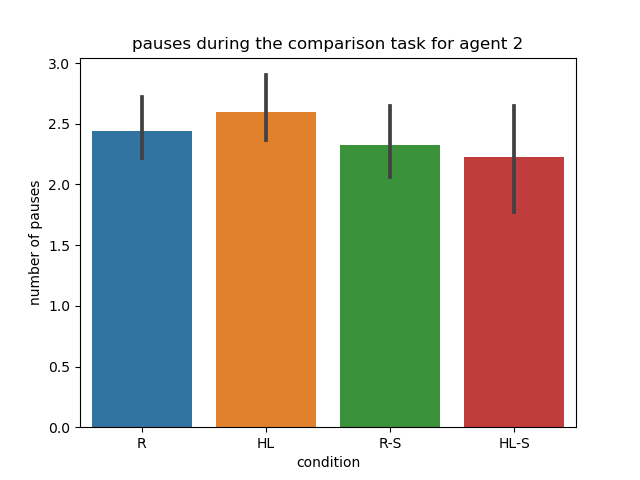 pauses during the comparison task for agent 2
3.0
2.5
2.0
1.5
1.0
0.5
0.0
number of pauses
R HL R-S HL-S
condition